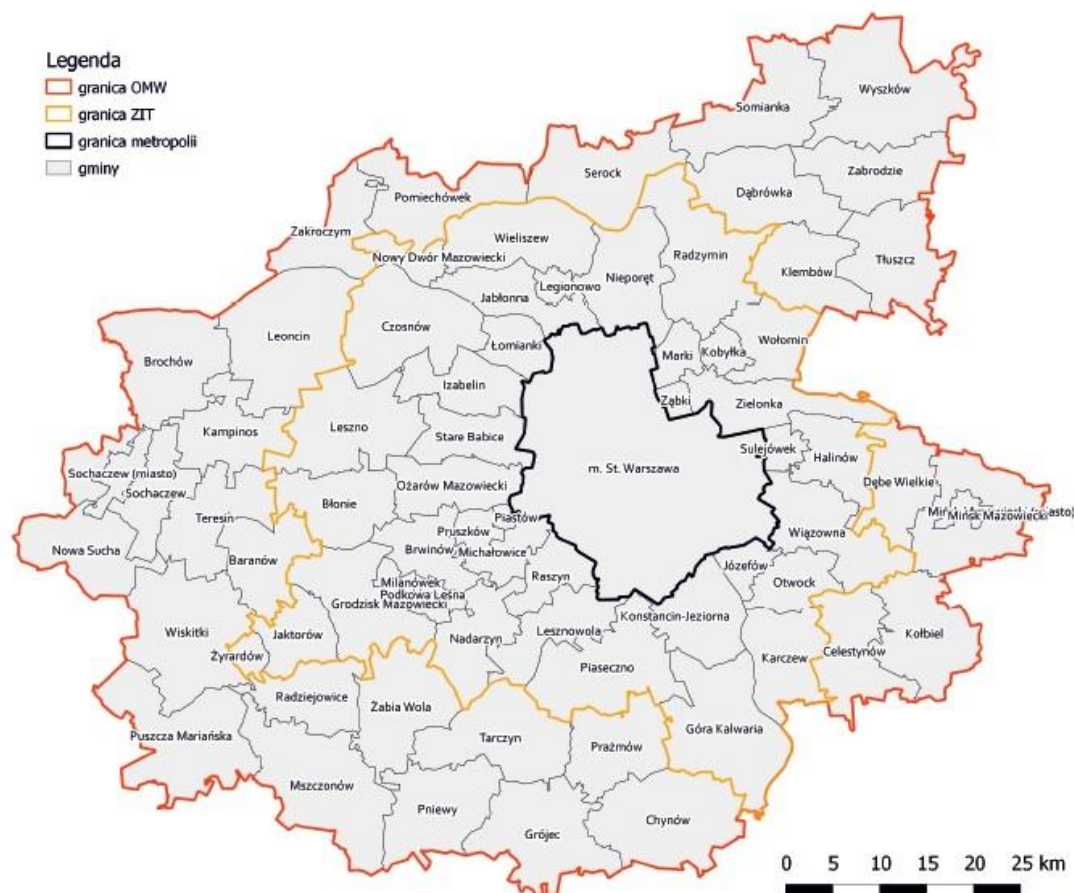 Legenda
granica OMW
granica ZIT
granica metropolii
gminy
Wyszków
Somianka
Serock
Zabrodzie
Dąbrówka
Pomiechówek
Zakroczym
Wieliszew
Nowy Dwór Mazowiecki
Radzymin
Tłuszcz
Klembów
Nieporęt
Legionowo
Jabłonna
Czosnów
Leoncin
Łomianki
Wołomin
Marki
Kobyłka
Brochów
Izabelin
Ząbki
Zielonka
Kampinos
Leszno
Stare Babice
m. St. Warszawa
Sulejówek
Halinów
Sochaczew (miasto)
Dębe Wielkie
Ożarów Mazowiecki
Sochaczew
Błonie
Mińsk Mazowiecki (miasto)
Mińsk Mazowiecki
Teresin
Piastów
Pruszków
Wiązowna
Nowa Sucha
Brwinów
Michałowice
Baranów
Józefów
Raszyn
Otwock
Milanówek
Podkowa Leśna
Grodzisk Mazowiecki
Konstancin-Jeziorna
Wiskitki
Jaktorów
Nadarzyn
Lesznowola
Kołbiel
Żyrardów
Karczew
Celestynów
Piaseczno
Radziejowice
Żabia Wola
Góra Kalwaria
Puszcza Mariańska
Tarczyn
Prażmów
Mszczonów
Pniewy
Chynów
Grójec
0 5 10 15 20 25 km